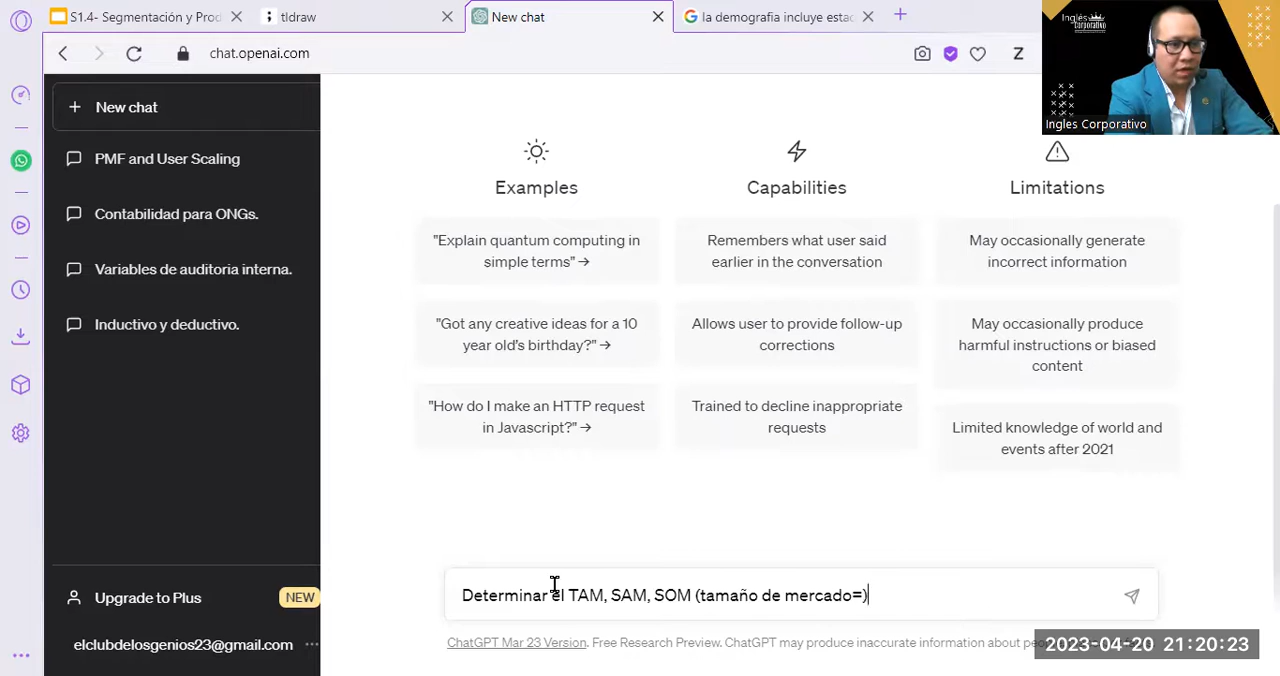 S1.4- Segmentación y Prod
tldraw
New chat
la demografia incluye estad
chat.openai.com
Z
Inglés
Corporativo
Ingles Corporativo
New chat
PMF and User Scaling
Contabilidad para ONGs.
Variables de auditoria interna.
Inductivo y deductivo.
Upgrade to Plus
NEW
elclubdelosgenios23@gmail.com
Examples
"Explain quantum computing in
simple terms" →
"Got any creative ideas for a 10
year old's birthday?" →
"How do I make an HTTP request
in Javascript?" →
Capabilities
Remembers what user said
earlier in the conversation
Allows user to provide follow-up
corrections
Trained to decline inappropriate
requests
Limitations
May occasionally generate
incorrect information
May occasionally produce
harmful instructions or biased
content
Limited knowledge of world and
events after 2021
Determinar el TAM, SAM, SOM (tamaño de mercado=)
ChatGPT Mar 23 Version. Free Research Preview. ChatGPT may produce inaccurate information about
2023-04-20 21:20:23